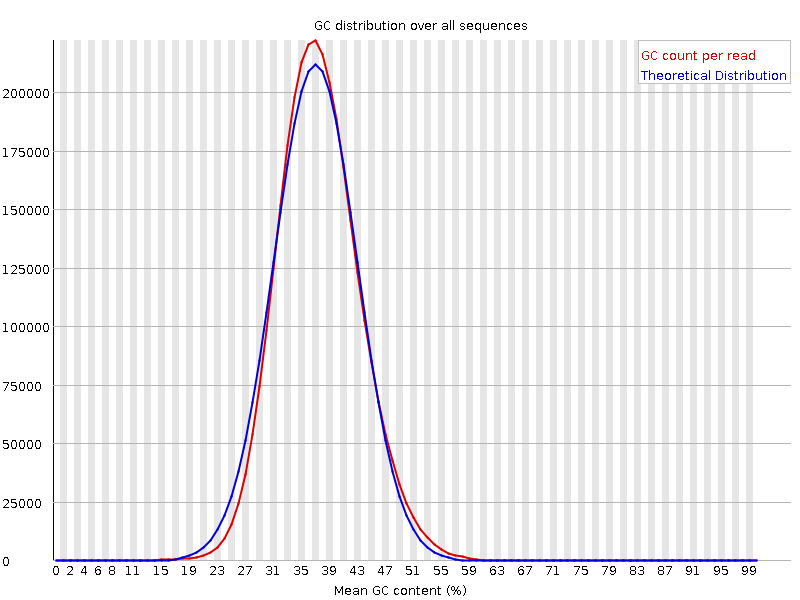 GC distribution over all sequences
GC count per read
Theoretical Distribution
200000
175000
150000
125000
100000
75000
50000
25000
0
0 2 4 6 8 11 15 19 23 27 31 35 39 43 47 51 55 59 63 67 71 75 79 83 87 91 95 99
Mean GC content (%)